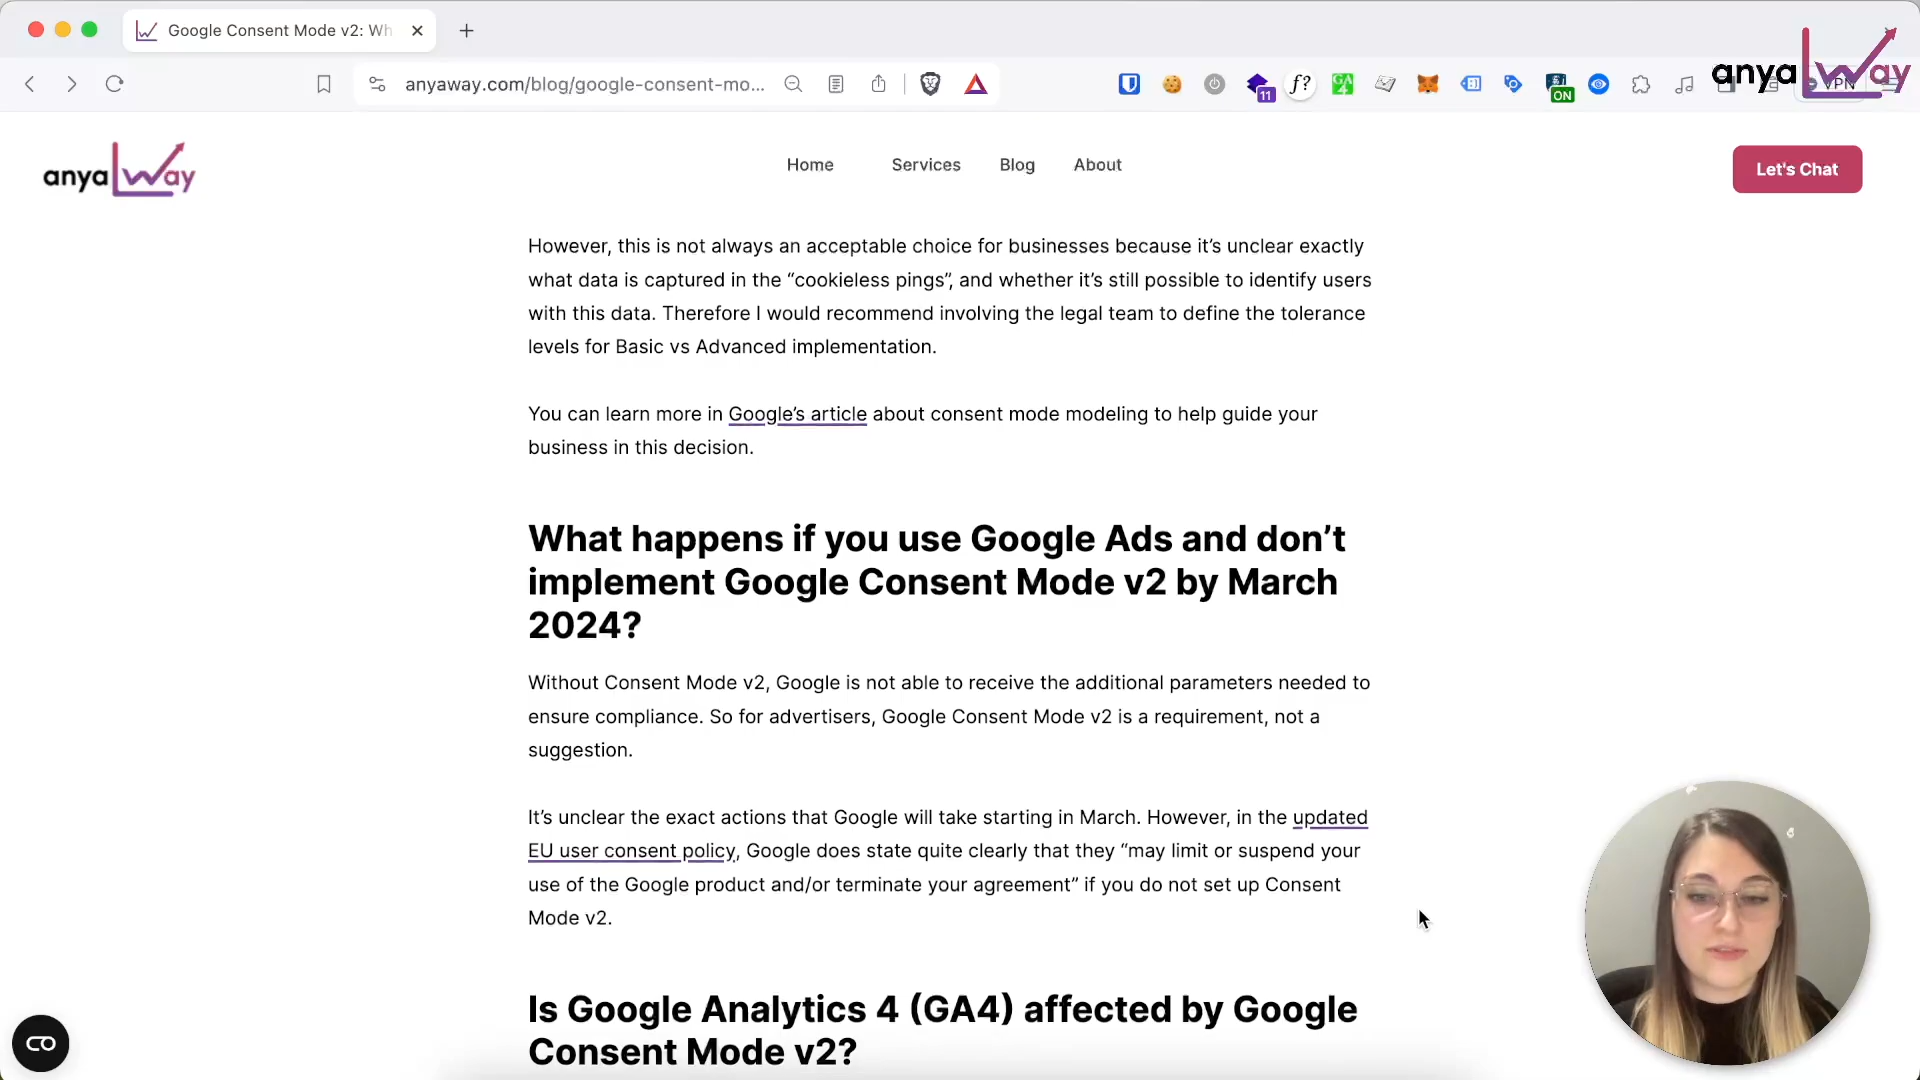 Google Consent Mode v2: Wh
anyaway
anyaway.com/blog/google-consent-mo...
11
f?
GA
4
ON
VPN
anyaway
Home
Services
Blog
About
Let's Chat
However, this is not always an acceptable choice for businesses because it’s unclear exactly
what data is captured in the “cookieless pings”, and whether it’s still possible to identify users
with this data. Therefore I would recommend involving the legal team to define the tolerance
levels for Basic vs Advanced implementation.
You can learn more in Google’s article about consent mode modeling to help guide your
business in this decision.
What happens if you use Google Ads and don’t
implement Google Consent Mode v2 by March
2024?
Without Consent Mode v2, Google is not able to receive the additional parameters needed to
ensure compliance. So for advertisers, Google Consent Mode v2 is a requirement, not a
suggestion.
It’s unclear the exact actions that Google will take starting in March. However, in the updated
EU user consent policy, Google does state quite clearly that they “may limit or suspend your
use of the Google product and/or terminate your agreement” if you do not set up Consent
Mode v2.
Is Google Analytics 4 (GA4) affected by Google
Consent Mode v2?